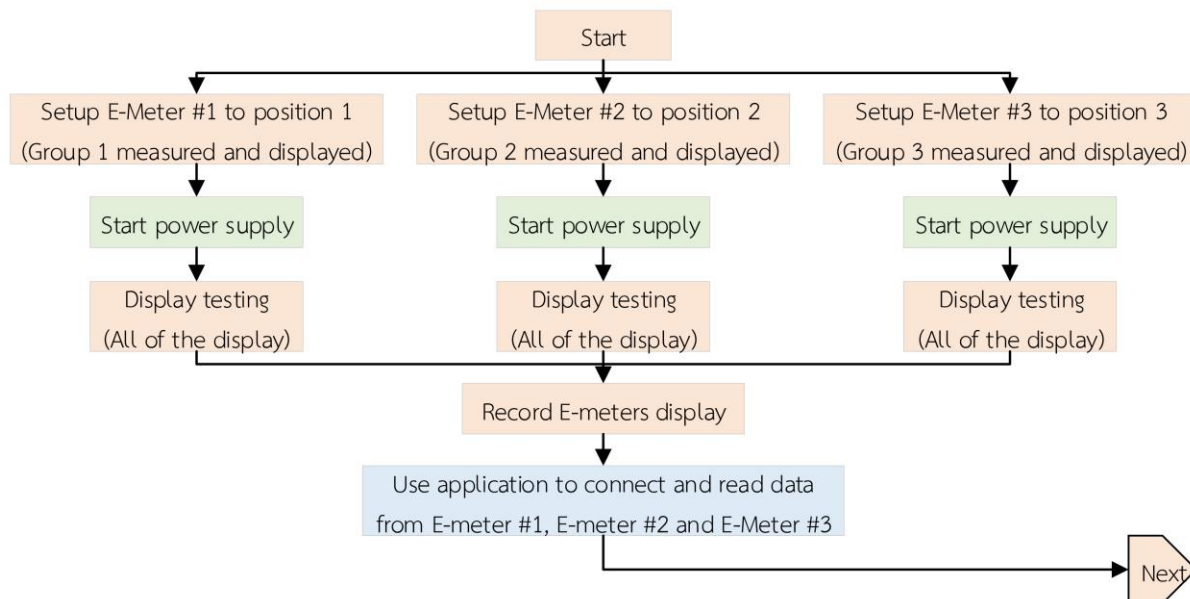 Start
Setup E-Meter #1 to position 1
(Group 1 measured and displayed)
Setup E-Meter #2 to position 2
(Group 2 measured and displayed)
Setup E-Meter #3 to position 3
(Group 3 measured and displayed)
Start power supply
Start power supply
Start power supply
Display testing
(All of the display)
Display testing
(All of the display)
Display testing
(All of the display)
Record E-meters display
Use application to connect and read data
from E-meter #1, E-meter #2 and E-Meter #3
Next